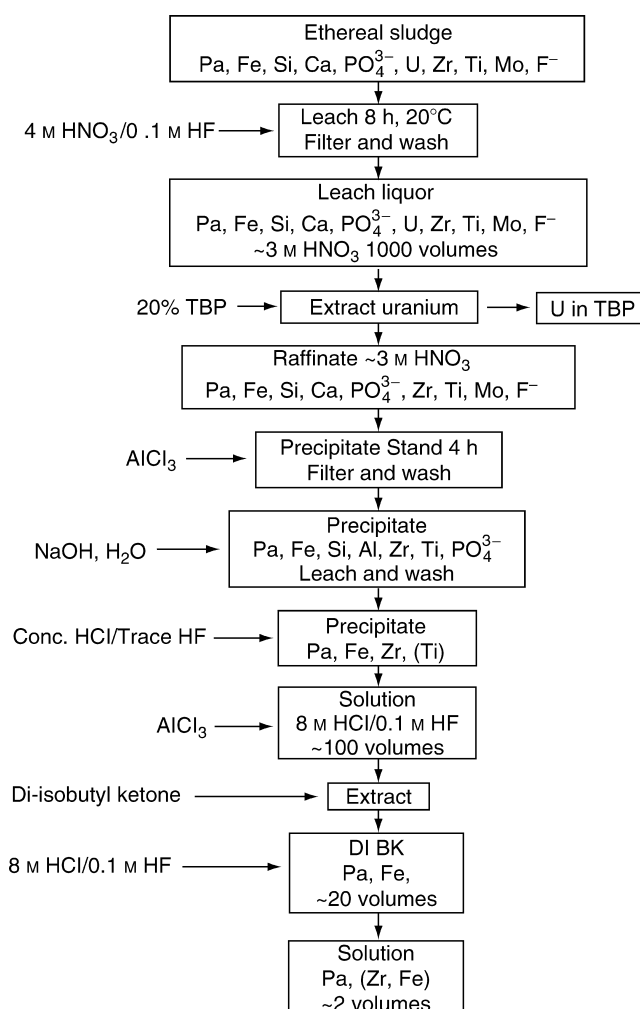 Ethereal sludge
Pa, Fe, Si, Ca, PO₄³⁻, U, Zr, Ti, Mo, F⁻
4 M HNO₃/0 .1 M HF
Leach 8 h, 20°C
Filter and wash
Leach liquor
Pa, Fe, Si, Ca, PO₄³⁻, U, Zr, Ti, Mo, F⁻
~3 M HNO₃ 1000 volumes
20% TBP
Extract uranium
U in TBP
Raffinate ~3 M HNO₃
Pa, Fe, Si, Ca, PO₄³⁻, Zr, Ti, Mo, F⁻
AlCl₃
Precipitate Stand 4 h
Filter and wash
NaOH, H₂O
Precipitate
Pa, Fe, Si, Al, Zr, Ti, PO₄³⁻
Leach and wash
Conc. HCl/Trace HF
Precipitate
Pa, Fe, Zr, (Ti)
AlCl₃
Solution
8 M HCl/0.1 M HF
~100 volumes
Di-isobutyl ketone
Extract
8 M HCl/0.1 M HF
DI BK
Pa, Fe,
~20 volumes
Solution
Pa, (Zr, Fe)
~2 volumes